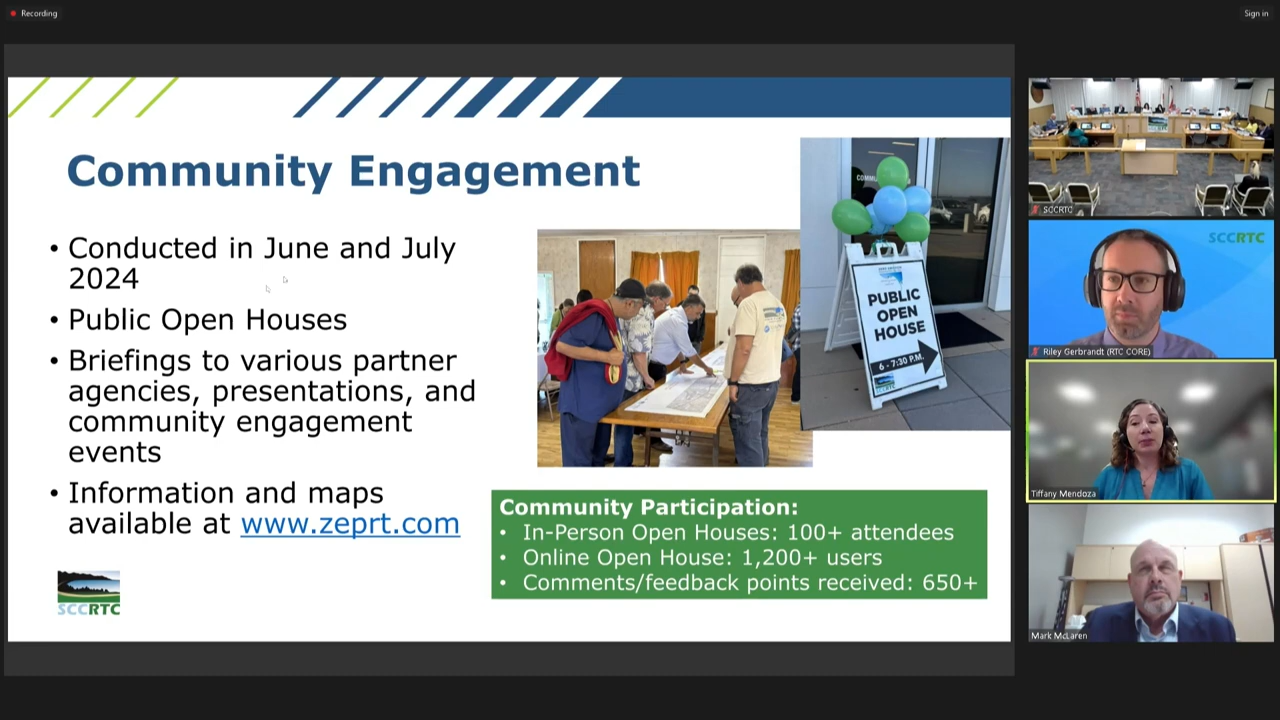 Recording
Sign in
Community Engagement
• Conducted in June and July
2024
• Public Open Houses
• Briefings to various partner
agencies, presentations, and
community engagement
events
• Information and maps
available at www.zeprt.com
SCCRTC
COMMU
PUBLIC
OPEN
HOUSE
6 - 7:30 P.M.
Community Participation:
• In-Person Open Houses: 100+ attendees
• Online Open House: 1,200+ users
• Comments/feedback points received: 650+
SCCRTC
SCCRTC
Riley Gerbrandt (RTC CORE)
Tiffany Mendoza
Mark McLaren